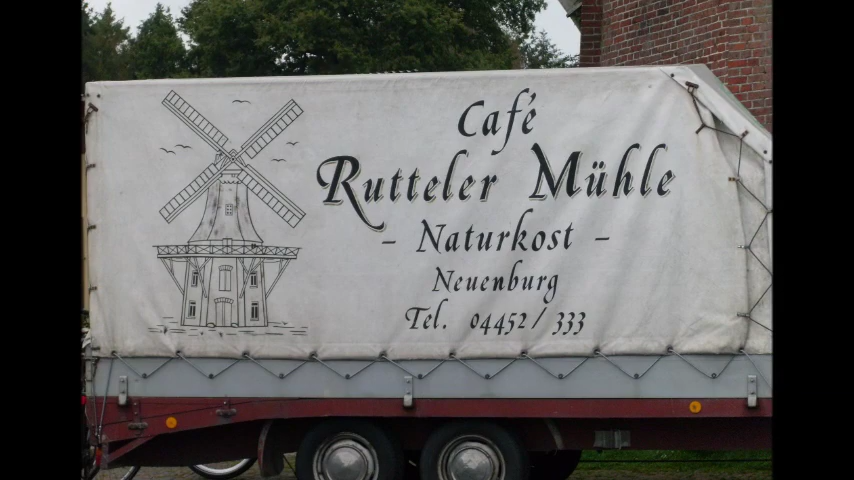 Café
Rutteler Mühle
- Naturkost -
Neuenburg
Tel. 04452/333